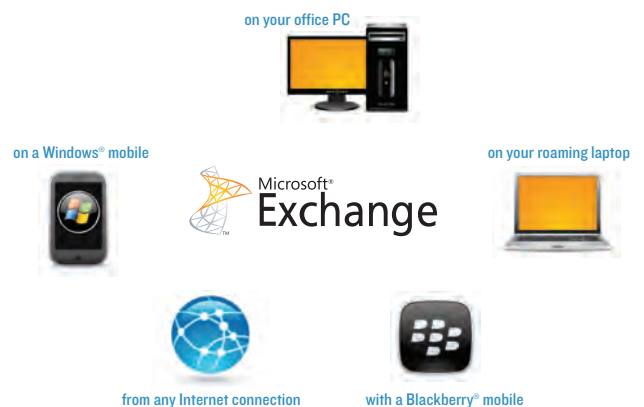 on your office PC
on a Windows® mobile
on your roaming laptop
Microsoft®
Exchange
TM
from any Internet connection
with a Blackberry® mobile